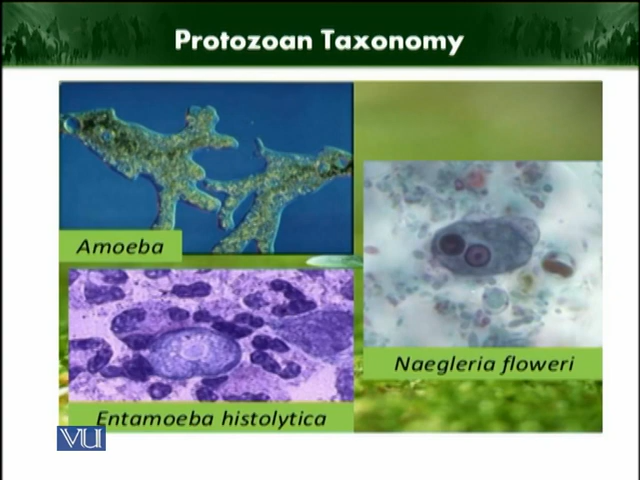 Protozoan Taxonomy
Amoeba
Naegleria floweri
Entamoeba histolytica
VU